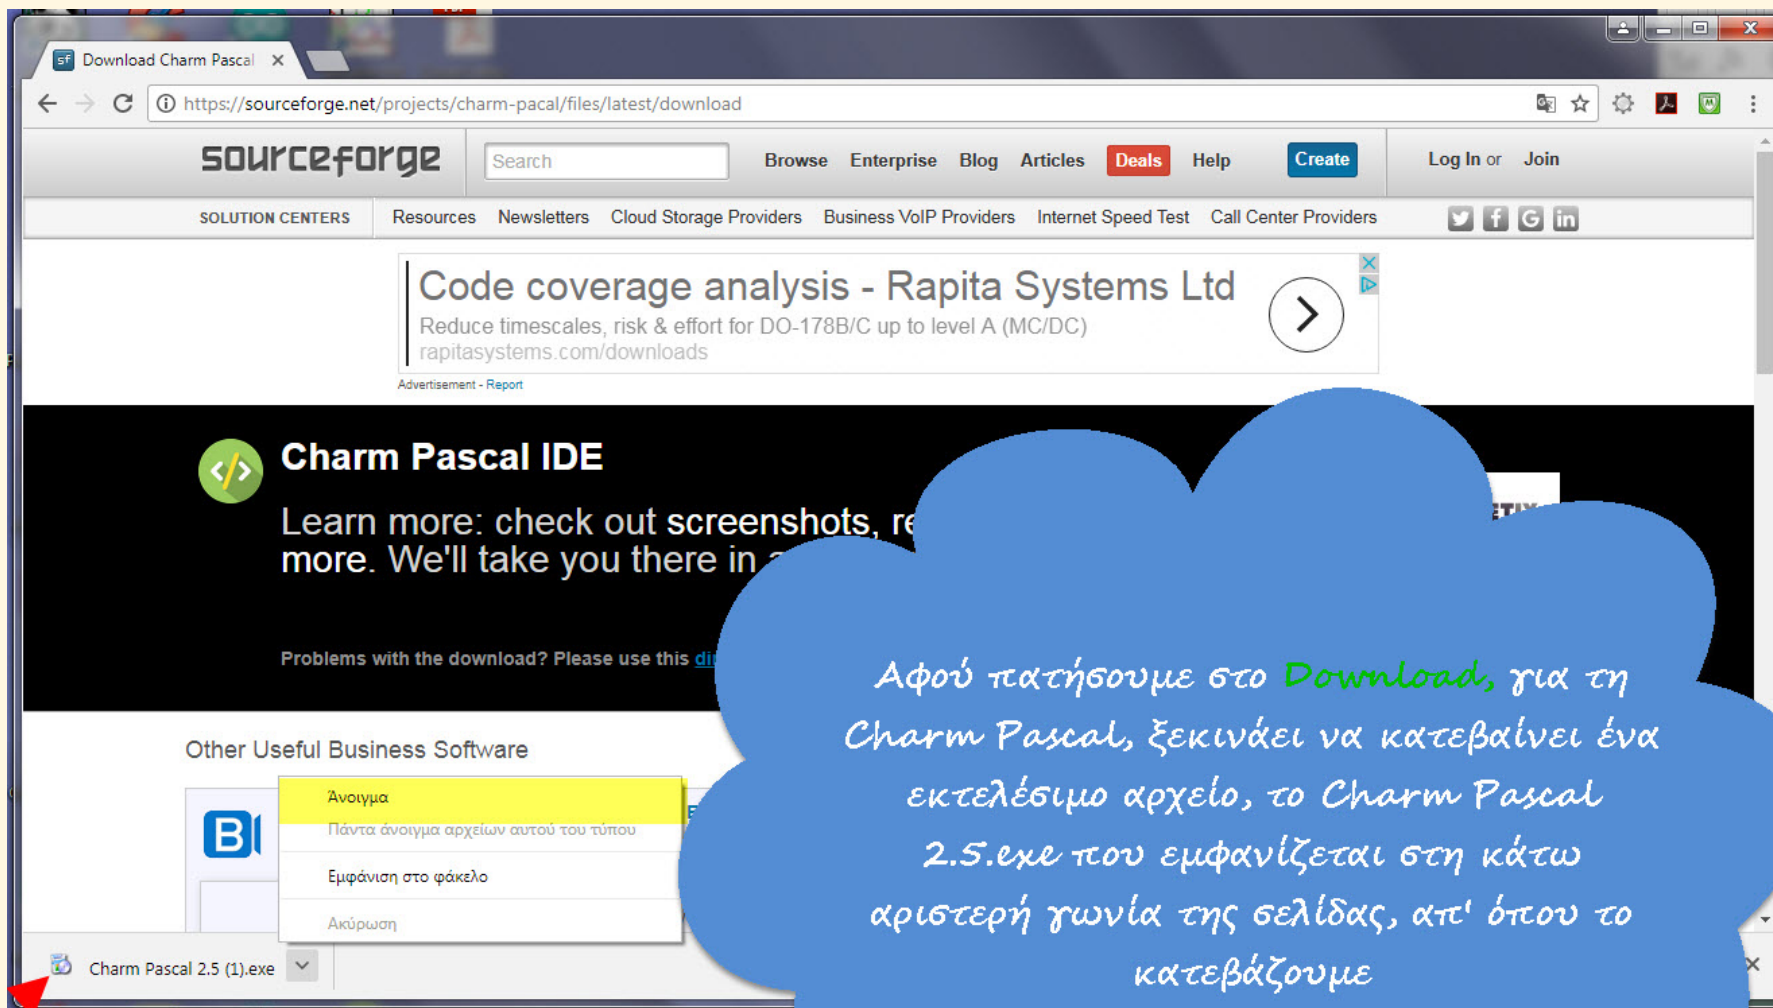 Download Charm Pascal
https://sourceforge.net/projects/charm-pacal/files/latest/download
sourceforge
Search
Browse Enterprise Blog Articles Deals Help Create Log In or Join
SOLUTION CENTERS Resources Newsletters Cloud Storage Providers Business VoIP Providers Internet Speed Test Call Center Providers
Code coverage analysis - Rapita Systems Ltd
Reduce timescales, risk & effort for DO-178B/C up to level A (MC/DC)
rapitasystems.com/downloads
Advertisement - Report
Charm Pascal IDE
Learn more: check out screenshots,
more. We'll take you there in
Problems with the download? Please use this
Other Useful Business Software
Άνοιγμα
Πάντα άνοιγμα αρχείων αυτού του τύπου
Εμφάνιση στο φάκελο
Ακύρωση
Charm Pascal 2.5 (1).exe
Αφού πατήσουμε στο Download, για τη
Charm Pascal, ξεκινάει να κατεβαίνει ένα
εκτελέσιμο αρχείο, το Charm Pascal
2.5.exe που εμφανίζεται στη κάτω
αριστερή γωνία της σελίδας, απ' όπου το
κατεβάζουμε